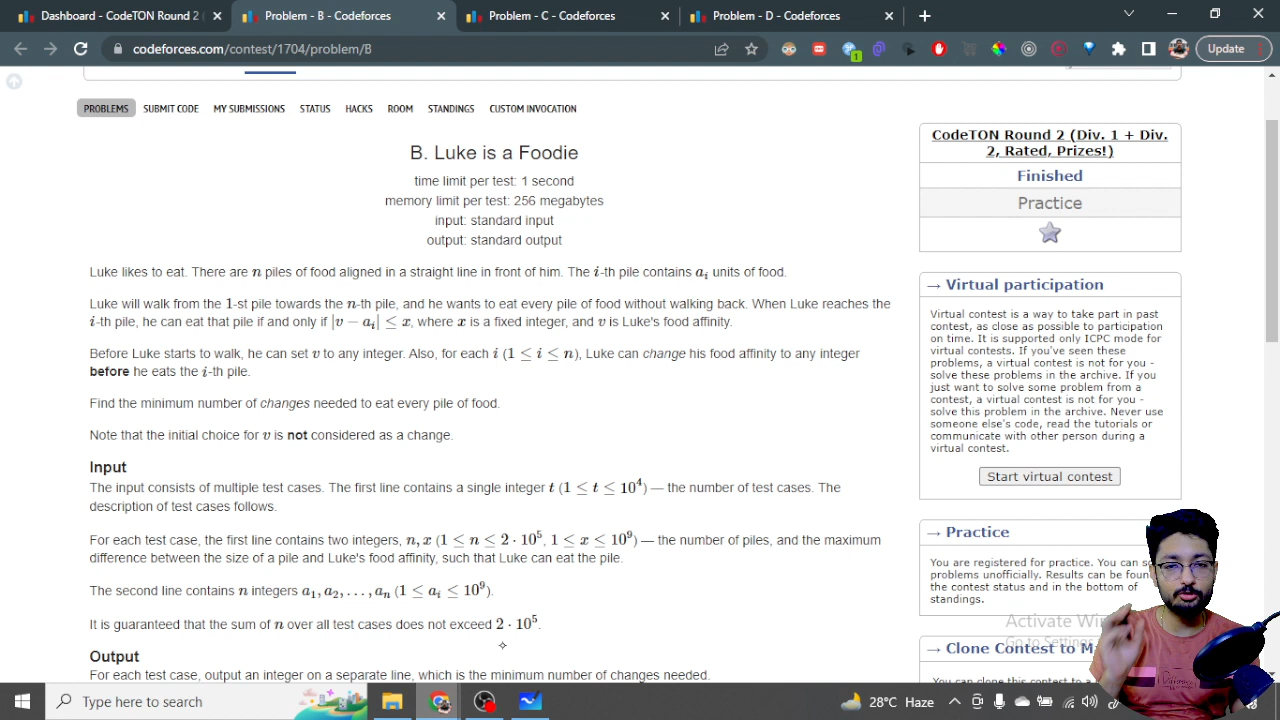 Dashboard - CodeTON Round 2 (
Problem - B - Codeforces
Problem - C - Codeforces
Problem - D - Codeforces
codeforces.com/contest/1704/problem/B
1
Update
PROBLEMS SUBMIT CODE MY SUBMISSIONS STATUS HACKS ROOM STANDINGS CUSTOM INVOCATION
B. Luke is a Foodie
time limit per test: 1 second
memory limit per test: 256 megabytes
input: standard input
output: standard output
Luke likes to eat. There are n piles of food aligned in a straight line in front of him. The i-th pile contains a_i units of food.
Luke will walk from the 1-st pile towards the n-th pile, and he wants to eat every pile of food without walking back. When Luke reaches the
i-th pile, he can eat that pile if and only if |v − a_i| ≤ x, where x is a fixed integer, and v is Luke's food affinity.
Before Luke starts to walk, he can set v to any integer. Also, for each i (1 ≤ i ≤ n), Luke can change his food affinity to any integer
before he eats the i-th pile.
Find the minimum number of changes needed to eat every pile of food.
Note that the initial choice for v is not considered as a change.
Input
The input consists of multiple test cases. The first line contains a single integer t (1 ≤ t ≤ 10^4) — the number of test cases. The
description of test cases follows.
For each test case, the first line contains two integers, n, x (1 ≤ n ≤ 2 · 10^5, 1 ≤ x ≤ 10^9) — the number of piles, and the maximum
difference between the size of a pile and Luke's food affinity, such that Luke can eat the pile.
The second line contains n integers a_1, a_2, . . . , a_n (1 ≤ a_i ≤ 10^9).
It is guaranteed that the sum of n over all test cases does not exceed 2 · 10^5.
Output
For each test case, output an integer on a separate line, which is the minimum number of changes needed.
CodeTON Round 2 (Div. 1 + Div.
2, Rated, Prizes!)
Finished
Practice
→ Virtual participation
Virtual contest is a way to take part in past
contest, as close as possible to participation
on time. It is supported only ICPC mode for
virtual contests. If you've seen these
problems, a virtual contest is not for you -
solve these problems in the archive. If you
just want to solve some problem from a
contest, a virtual contest is not for you -
solve this problem in the archive. Never use
someone else's code, read the tutorials or
communicate with other person during a
virtual contest.
Start virtual contest
→ Practice
You are registered for practice. You can
problems unofficially. Results can be
the contest status and in the bottom of
standings.
Activate
Go to Settings
→ Clone Contest to
You can clone this contest to a
Type here to search
28°C Haze